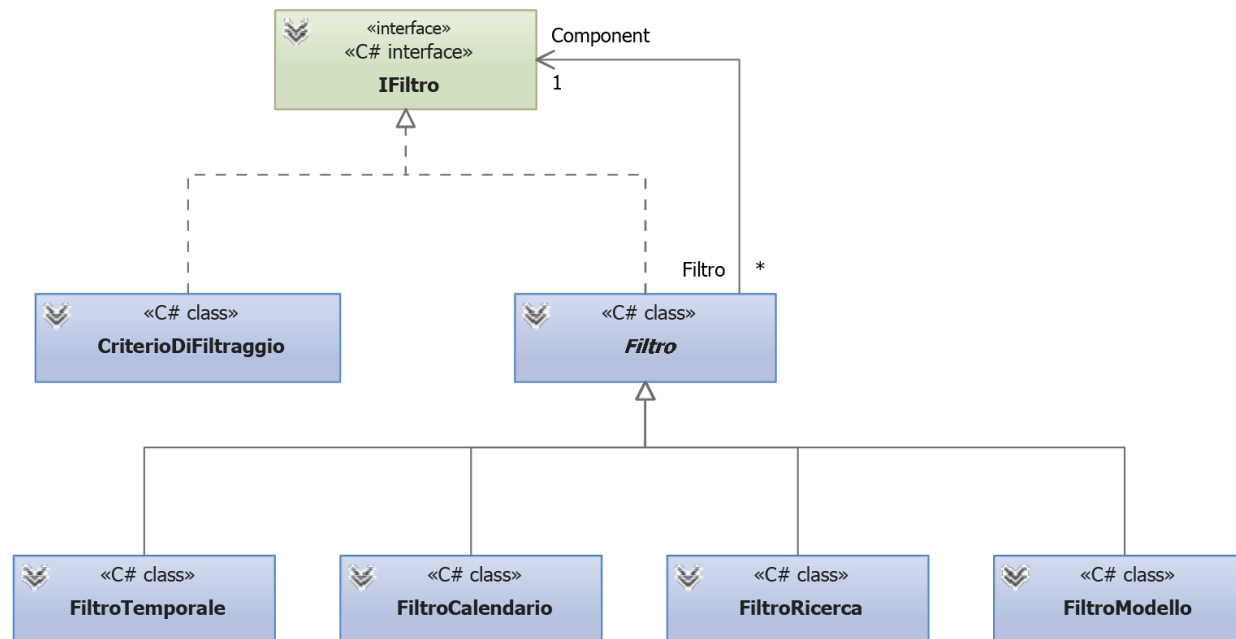 «interface»
«C# interface»
IFiltro
Component
1
Filtro *
«C# class»
CriterioDiFiltraggio
«C# class»
Filtro
«C# class»
FiltroTemporale
«C# class»
FiltroCalendario
«C# class»
FiltroRicerca
«C# class»
FiltroModello